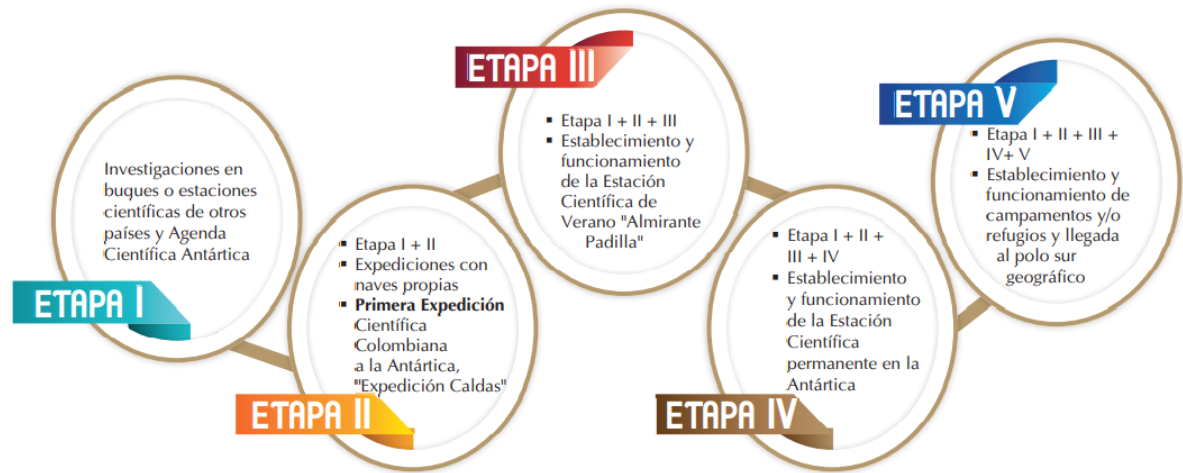 ETAPA I
Investigaciones en
buques o estaciones
científicas de otros
países y Agenda
Científica Antártica
ETAPA II
▪ Etapa I + II
▪ Expediciones con
naves propias
▪ Primera Expedición
Científica
Colombiana
a la Antártica,
"Expedición Caldas"
ETAPA III
▪ Etapa I + II + III
▪ Establecimiento y
funcionamiento
de la Estación
Científica de
Verano "Almirante
Padilla"
ETAPA IV
▪ Etapa I + II +
III + IV
▪ Establecimiento
y funcionamiento
de la Estación
Científica
permanente en la
Antártica
ETAPA V
▪ Etapa I + II + III +
IV+ V
▪ Establecimiento y
funcionamiento de
campamentos y/o
refugios y llegada
al polo sur
geográfico